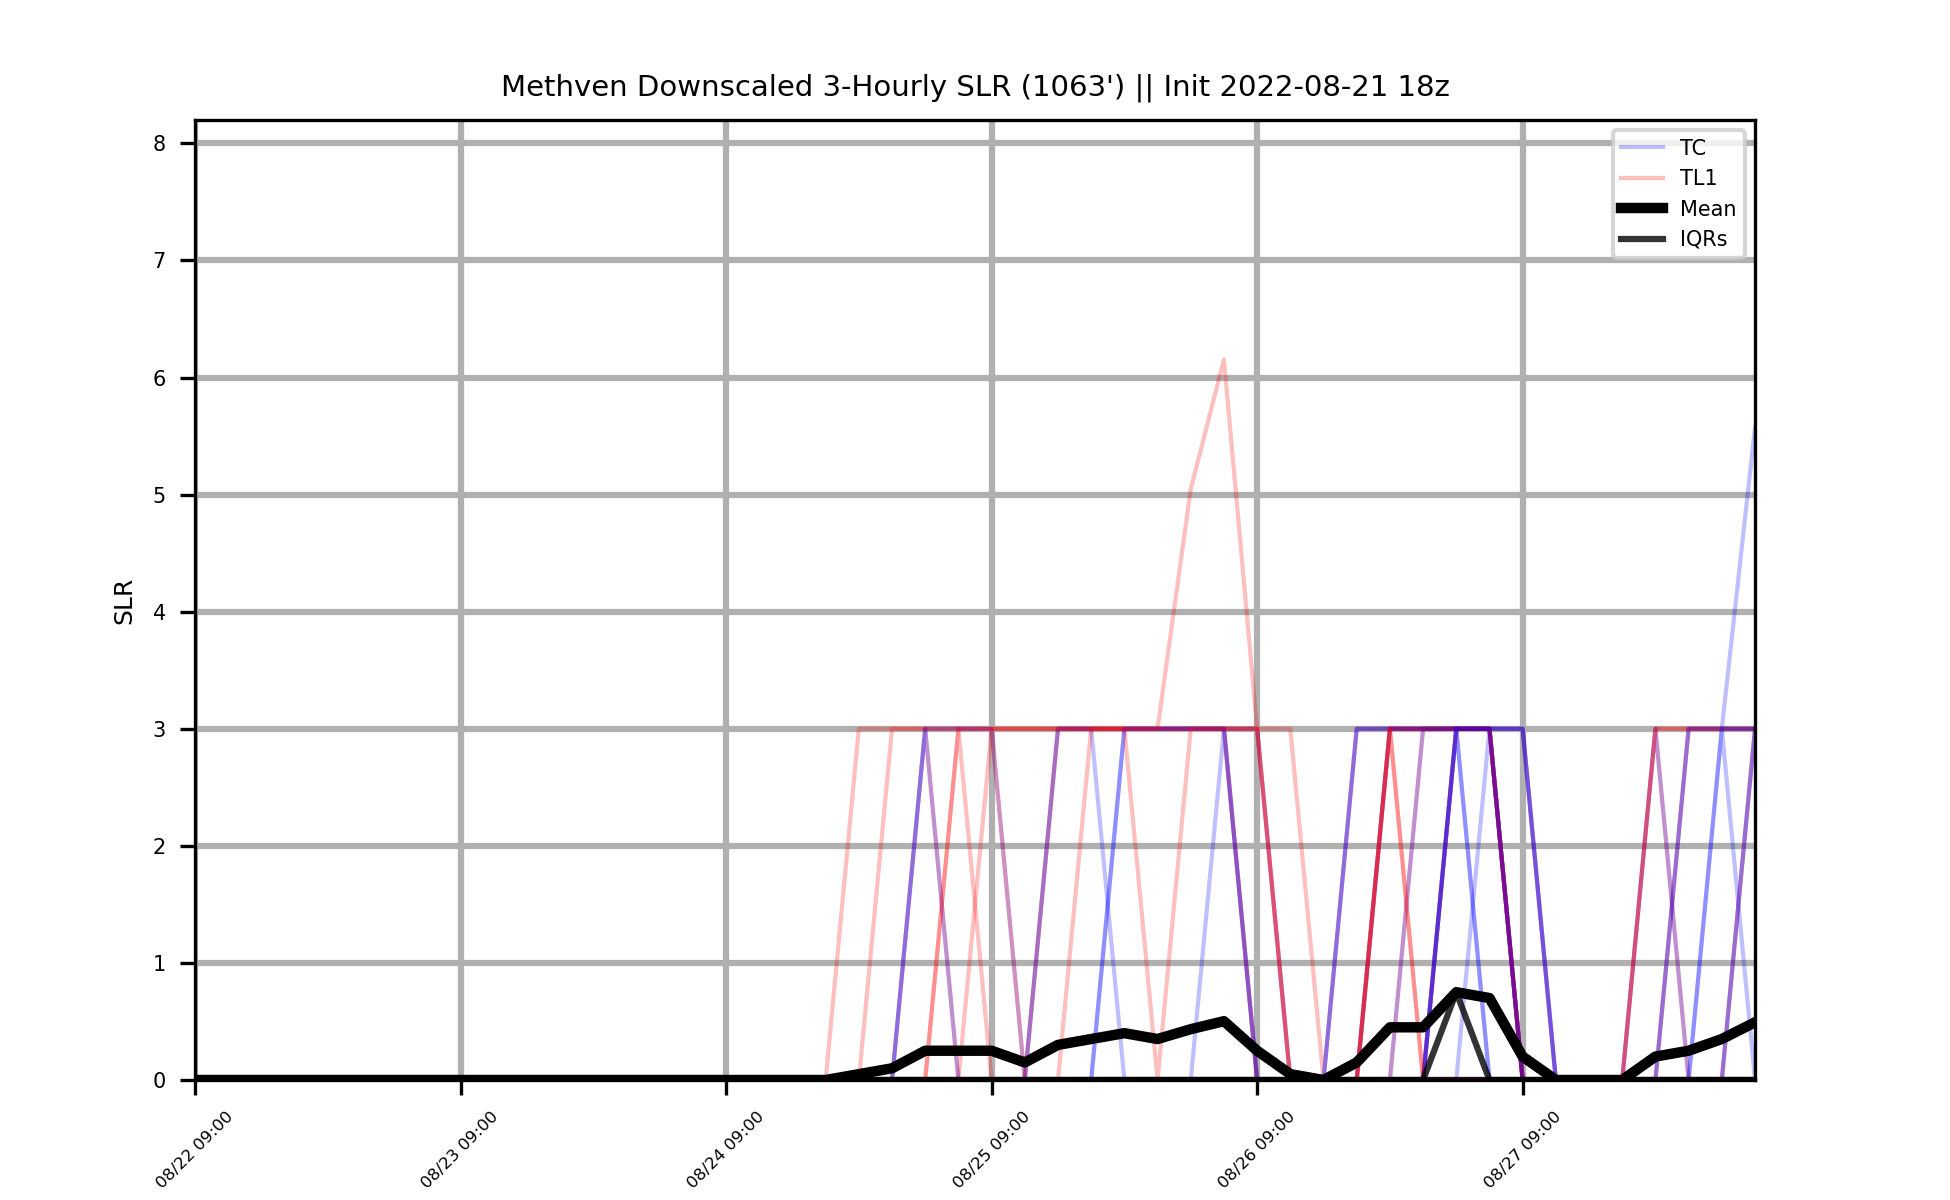 Methven Downscaled 3-Hourly SLR (1063') || Init 2022-08-21 18z
8
7
6
5
4
3
2
1
0
SLR
TC
TL1
Mean
IQRs
08/22 09:00
08/23 09:00
08/24 09:00
08/25 09:00
08/26 09:00
08/27 09:00